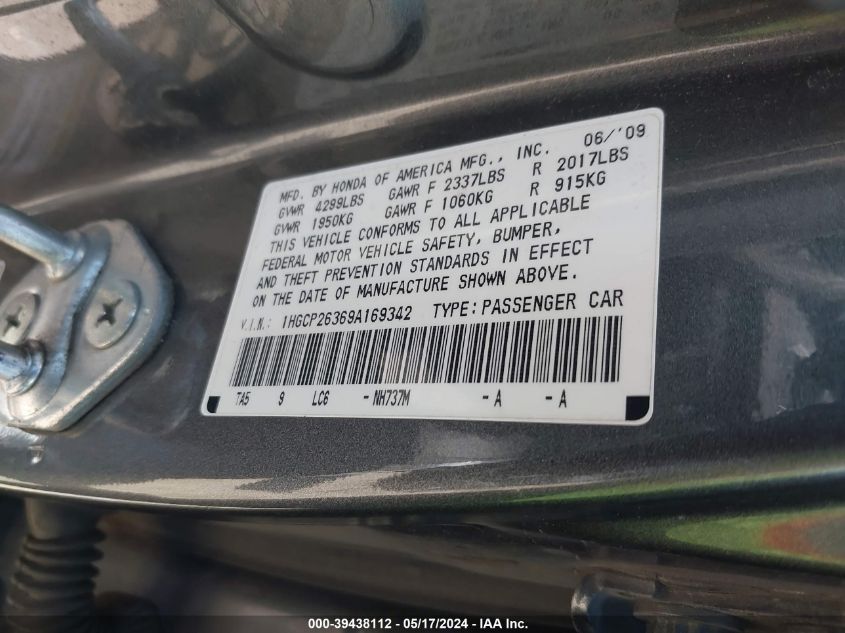 MFD. BY HONDA OF AMERICA MFG., INC. 06/'09
GVWR 4299LBS GAWR F 2337LBS R 2017LBS
GVWR 1950KG GAWR F 1060KG R 915KG
THIS VEHICLE CONFORMS TO ALL APPLICABLE
FEDERAL MOTOR VEHICLE SAFETY, BUMPER,
AND THEFT PREVENTION STANDARDS IN EFFECT
ON THE DATE OF MANUFACTURE SHOWN ABOVE.
V.I.N.: 1HGCP26369A169342 TYPE:PASSENGER CAR
TA5 9 LC6 -NH737M -A -A
000-39438112 - 05/17/2024 - IAA Inc.